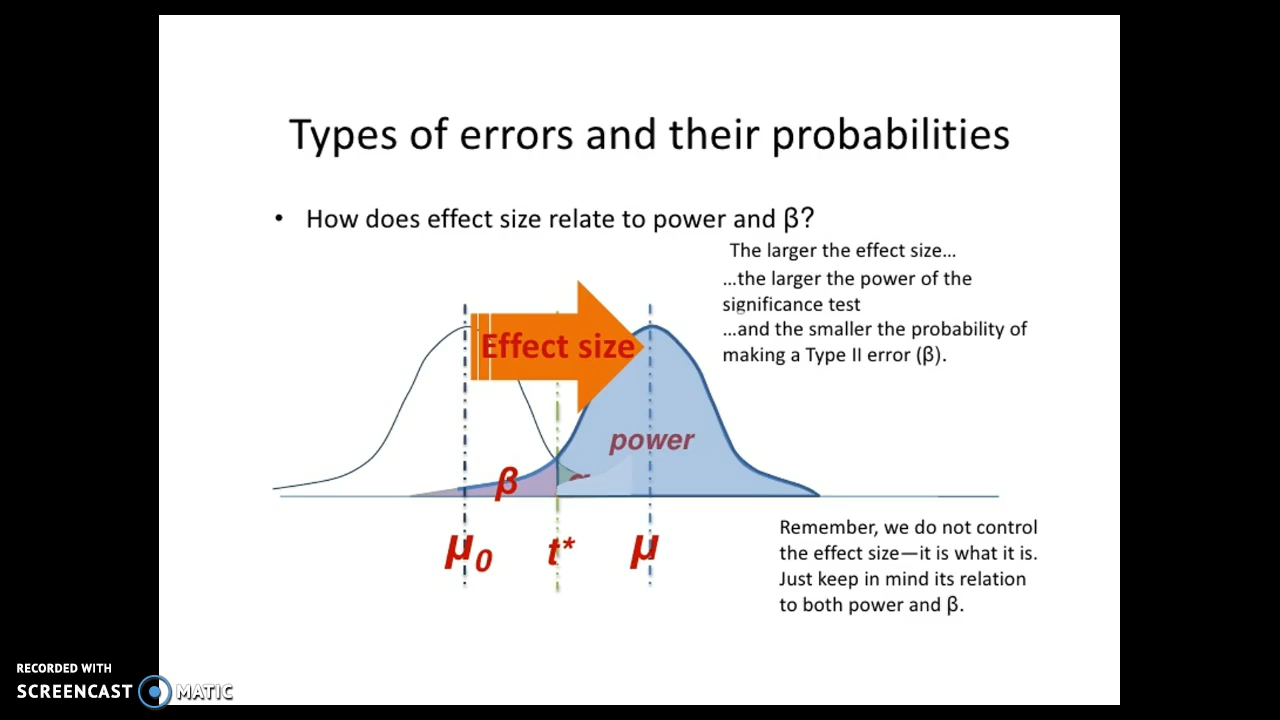 Types of errors and their probabilities
• How does effect size relate to power and β?
The larger the effect size…
…the larger the power of the
significance test
…and the smaller the probability of
making a Type II error (β).
Effect size
power
β
α
μ0
t*
μ
Remember, we do not control
the effect size—it is what it is.
Just keep in mind its relation
to both power and β.
RECORDED WITH
SCREENCAST MATIC